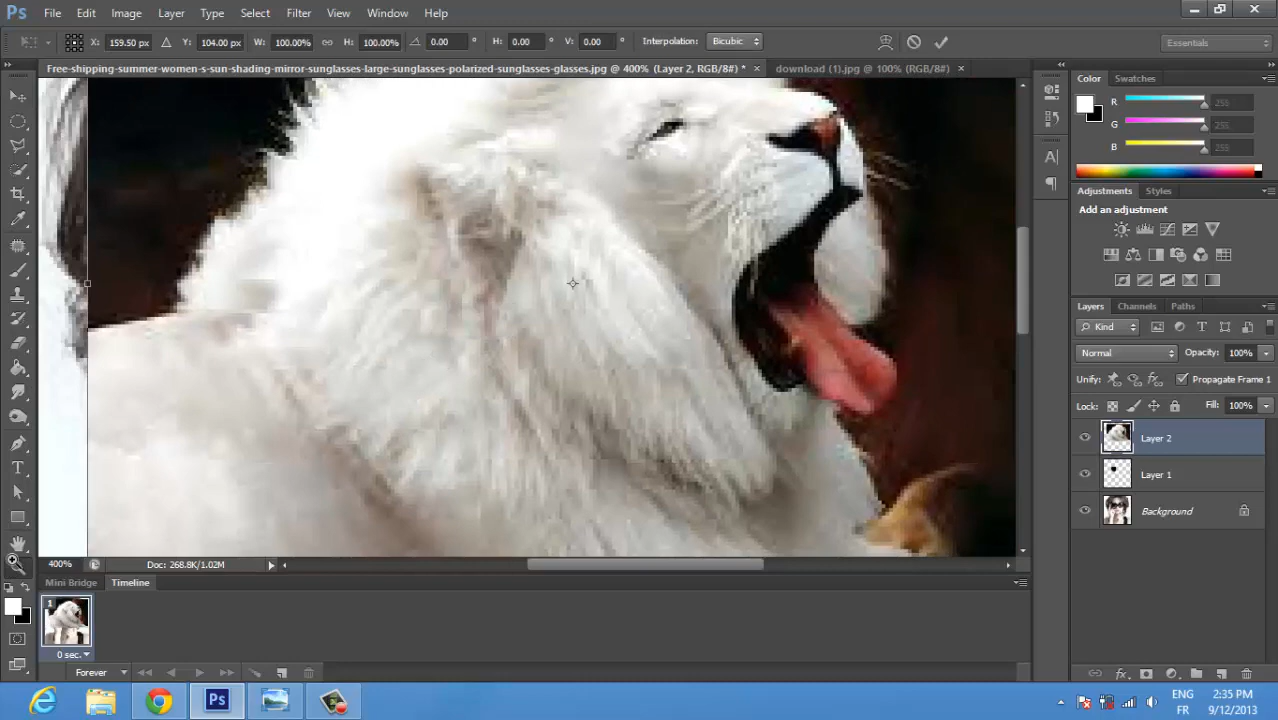 Ps File Edit Image Layer Type Select Filter View Window Help
X: 159.50 px Y: 104.00 px W: 100.00% H: 100.00% 0.00 ° H: 0.00 ° V: 0.00 ° Interpolation: Bicubic Essentials
Free-shipping-summer-women-s-sun-shading-mirror-sunglasses-large-sunglasses-polarized-sunglasses-glasses.jpg @ 400% (Layer 2, RGB/8#) * × download (1).jpg @ 100% (RGB/8#) ×
Color Swatches
R 255
G 255
B 255
Adjustments Styles
Add an adjustment
Layers Channels Paths
Kind
Normal Opacity: 100%
Unify: Propagate Frame 1
Lock: Fill: 100%
Layer 2
Layer 1
Background
400% Doc: 268.8K/1.02M
Mini Bridge Timeline
1
0 sec.
Forever
Ps
ENG 2:35 PM
FR 9/12/2013